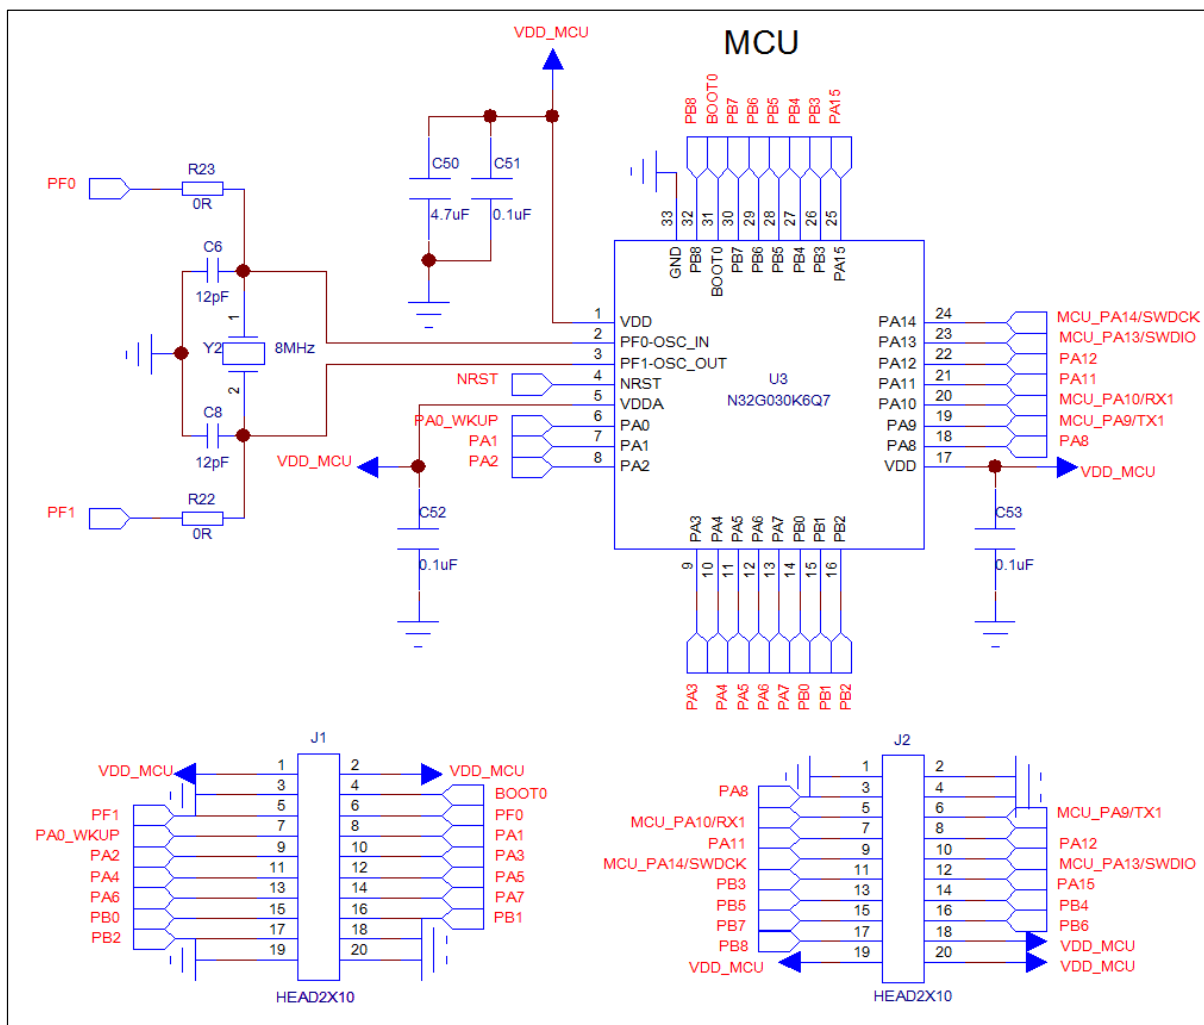 MCU
VDD_MCU
PB8
BOOT0
PB7
PB6
PB5
PB4
PB3
PA15
PF0
R23
0R
C50
4.7uF
C51
0.1uF
33
32
31
30
29
28
27
26
25
GND
PB8
BOOT0
PB7
PB6
PB5
PB4
PB3
PA15
C6
12pF
1
Y2
8MHz
2
C8
12pF
PF1
R22
0R
NRST
PA0_WKUP
PA1
PA2
VDD_MCU
C52
0.1uF
1 VDD
2 PF0-OSC_IN
3 PF1-OSC_OUT
4 NRST
5 VDDA
6 PA0
7 PA1
8 PA2
U3
N32G030K6Q7
PA14 24 MCU_PA14/SWDCK
PA13 23 MCU_PA13/SWDIO
PA12 22 PA12
PA11 21 PA11
PA10 20 MCU_PA10/RX1
PA9 19 MCU_PA9/TX1
PA8 18 PA8
VDD 17 VDD_MCU
C53
0.1uF
PA3
PA4
PA5
PA6
PA7
PB0
PB1
PB2
9
10
11
12
13
14
15
16
PA3
PA4
PA5
PA6
PA7
PB0
PB1
PB2
J1
VDD_MCU 1 2 VDD_MCU
3 4 BOOT0
PF1 5 6 PF0
PA0_WKUP 7 8 PA1
PA2 9 10 PA3
PA4 11 12 PA5
PA6 13 14 PA7
PB0 15 16 PB1
PB2 17 18
19 20
HEAD2X10
J2
1 2
PA8 3 4
5 6 MCU_PA9/TX1
MCU_PA10/RX1 7 8
PA11 9 10 PA12
MCU_PA14/SWDCK 11 12 MCU_PA13/SWDIO
PB3 13 14 PA15
PB5 15 16 PB4
PB7 17 18 PB6
PB8 VDD_MCU
VDD_MCU 19 20 VDD_MCU
HEAD2X10